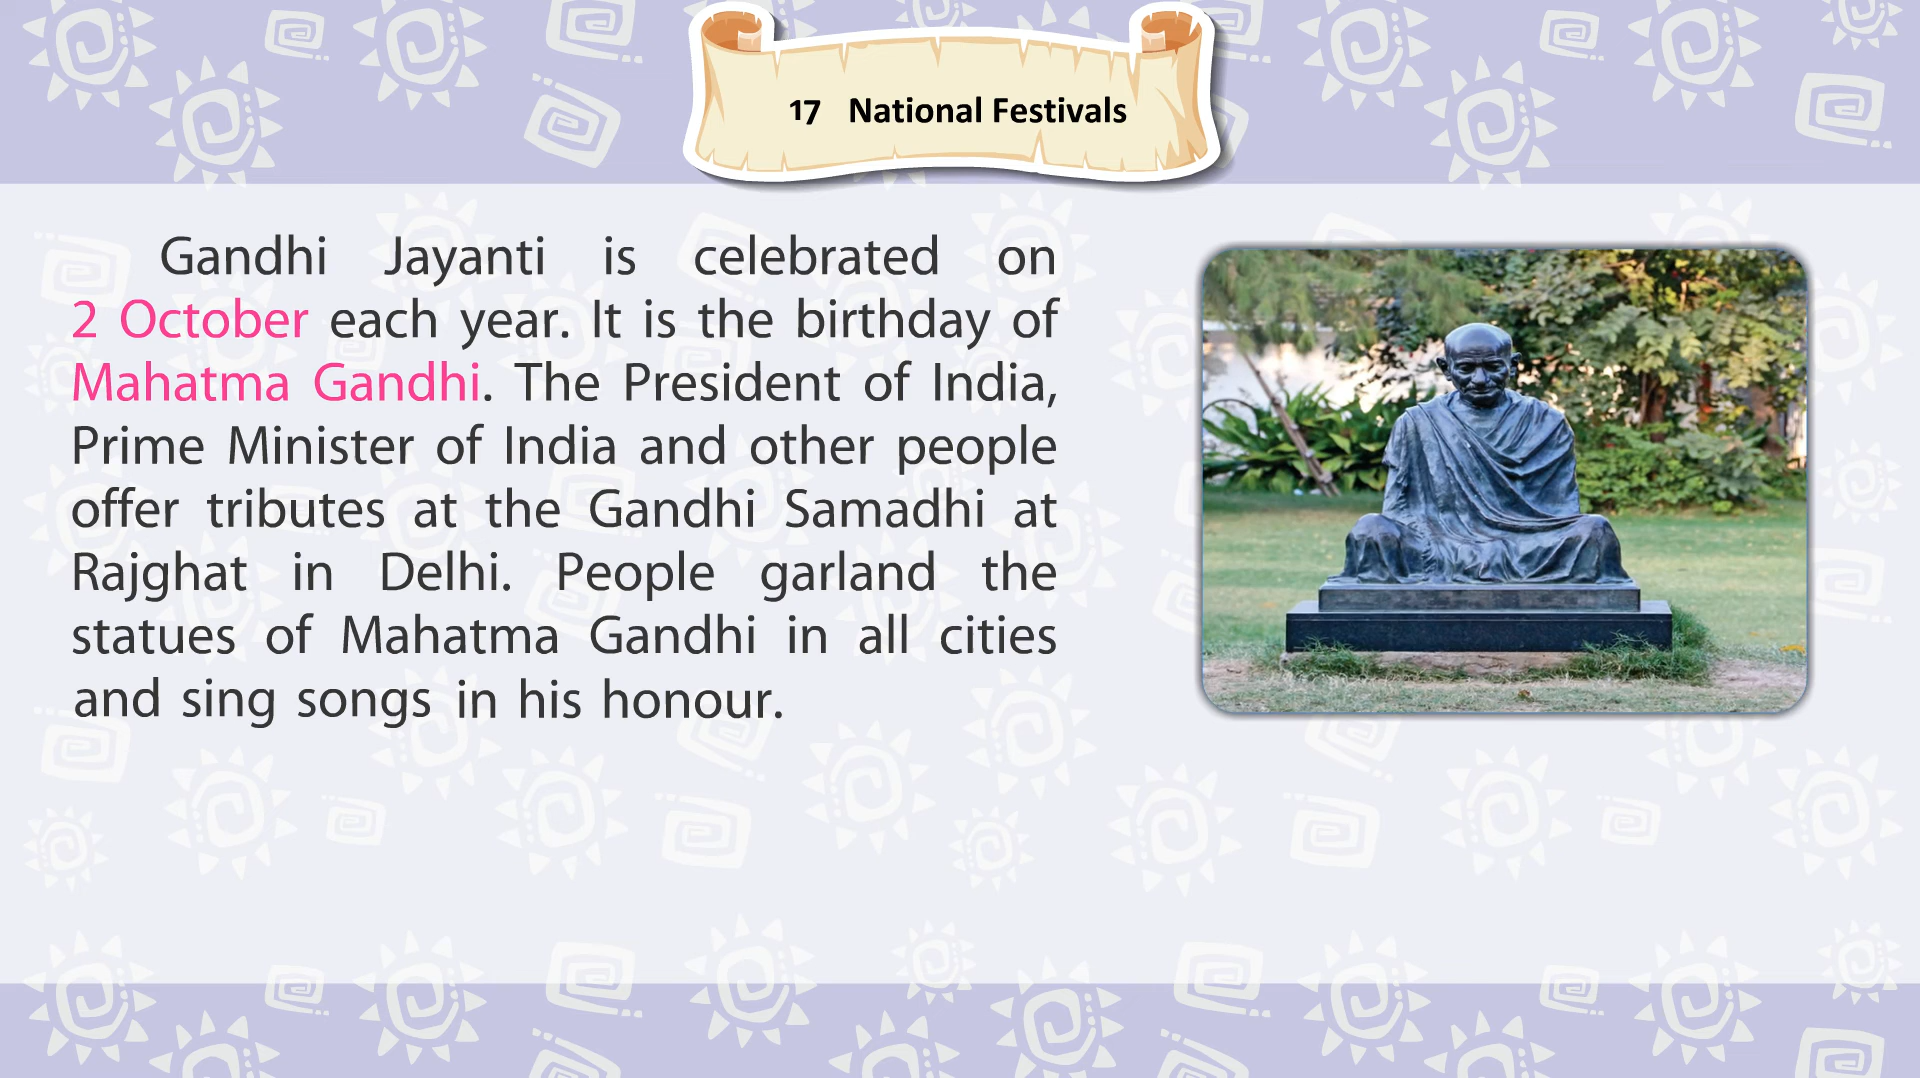 17 National Festivals
Gandhi Jayanti is celebrated on
2 October each year. It is the birthday of
Mahatma Gandhi. The President of India,
Prime Minister of India and other people
offer tributes at the Gandhi Samadhi at
Rajghat in Delhi. People garland the
statues of Mahatma Gandhi in all cities
and sing songs in his honour.